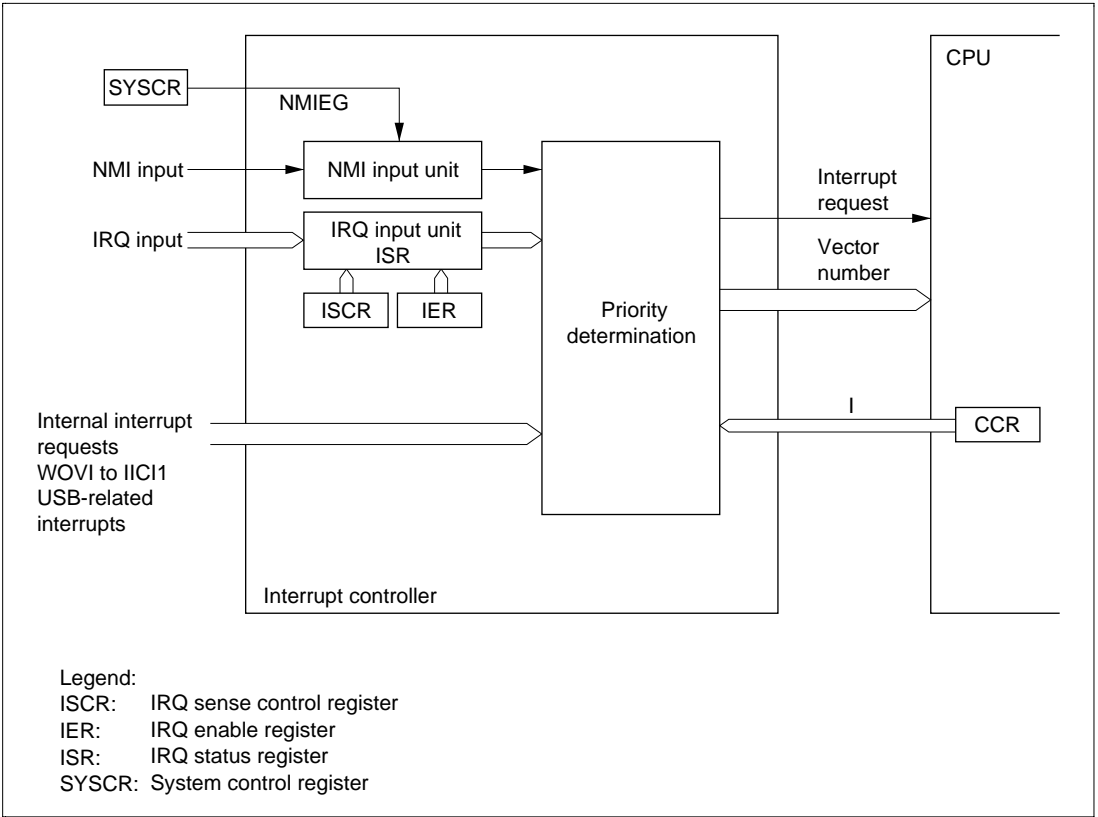 CPU
SYSCR
NMIEG
NMI input
NMI input unit
Interrupt
request
IRQ input
IRQ input unit
ISR
Vector
number
ISCR
IER
Priority
determination
I
CCR
Internal interrupt
requests
WOVI to IICI1
USB-related
interrupts
Interrupt controller
Legend:
ISCR: IRQ sense control register
IER: IRQ enable register
ISR: IRQ status register
SYSCR: System control register